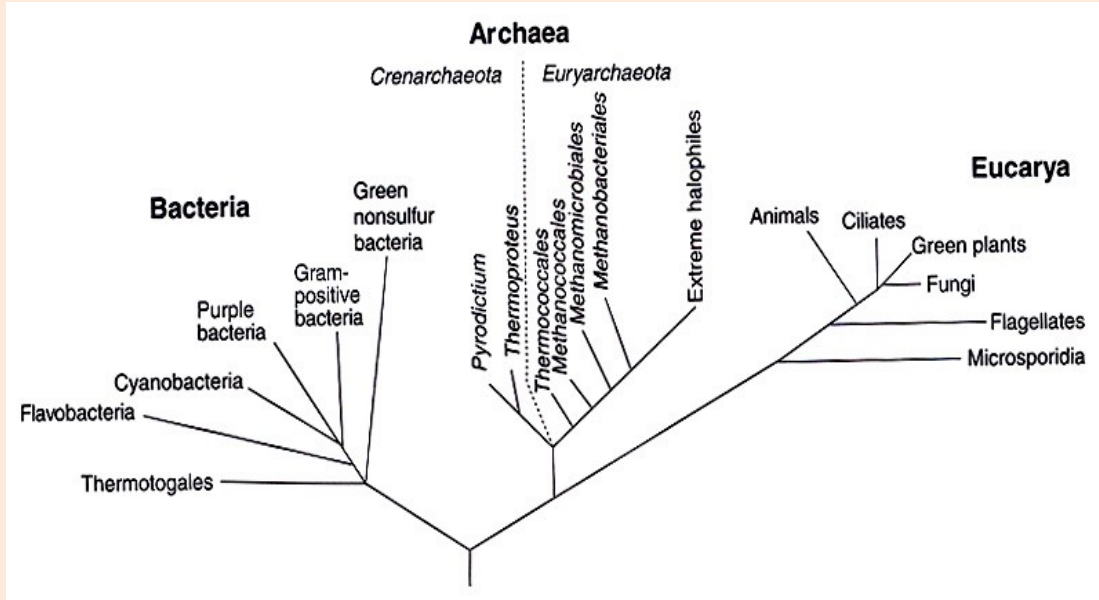 Archaea
Crenarchaeota
Euryarchaeota
Bacteria
Green
nonsulfur
bacteria
Gram-
positive
bacteria
Purple
bacteria
Cyanobacteria
Flavobacteria
Thermotogales
Pyrodictium
Thermoproteus
Thermococcales
Methanococcales
Methanomicrobiales
Methanobacteriales
Extreme halophiles
Eucarya
Animals
Ciliates
Green plants
Fungi
Flagellates
Microsporidia